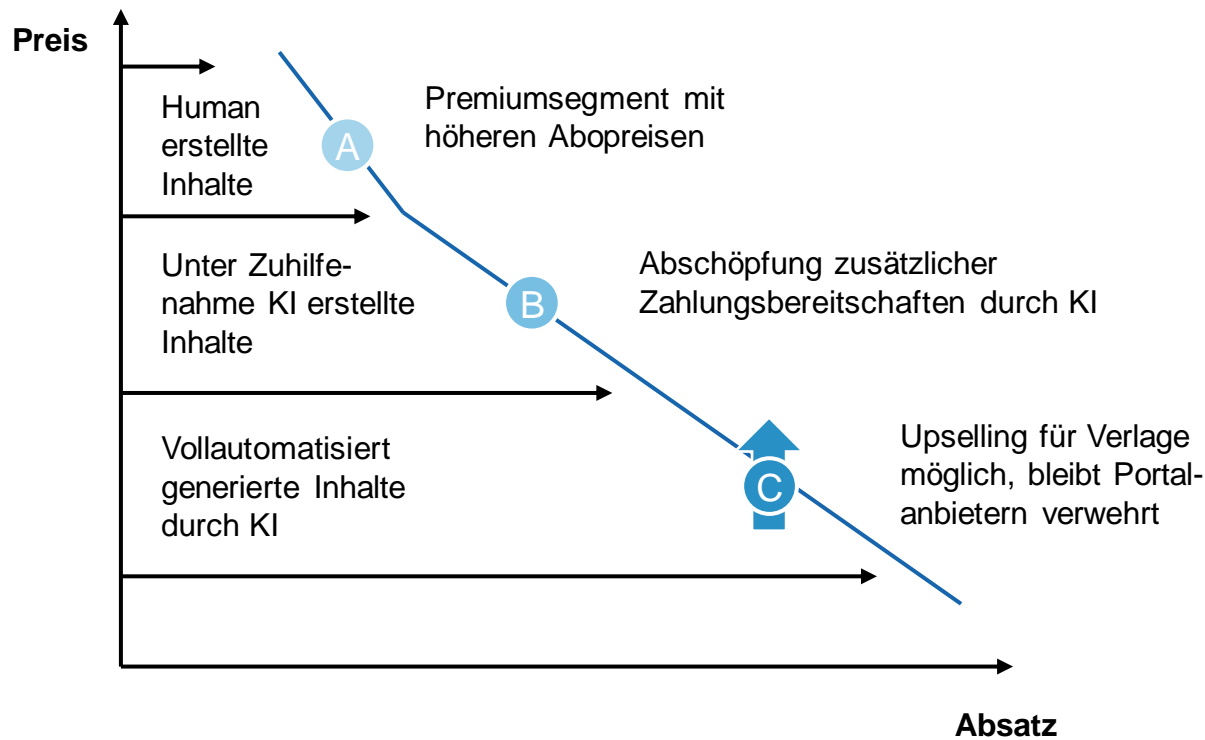 Preis
Human
erstellte
Inhalte
A
Premiumsegment mit
höheren Abopreisen
Unter Zuhilfe-
nahme KI erstellte
Inhalte
B
Abschöpfung zusätzlicher
Zahlungsbereitschaften durch KI
Vollautomatisiert
generierte Inhalte
durch KI
C
Upselling für Verlage
möglich, bleibt Portal-
anbietern verwehrt
Absatz